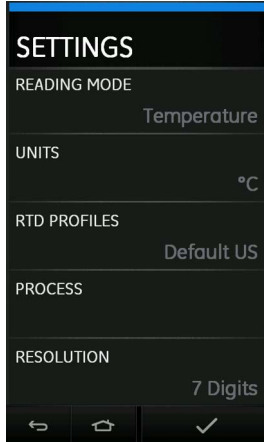 SETTINGS
READING MODE
Temperature
UNITS
°C
RTD PROFILES
Default US
PROCESS
RESOLUTION
7 Digits